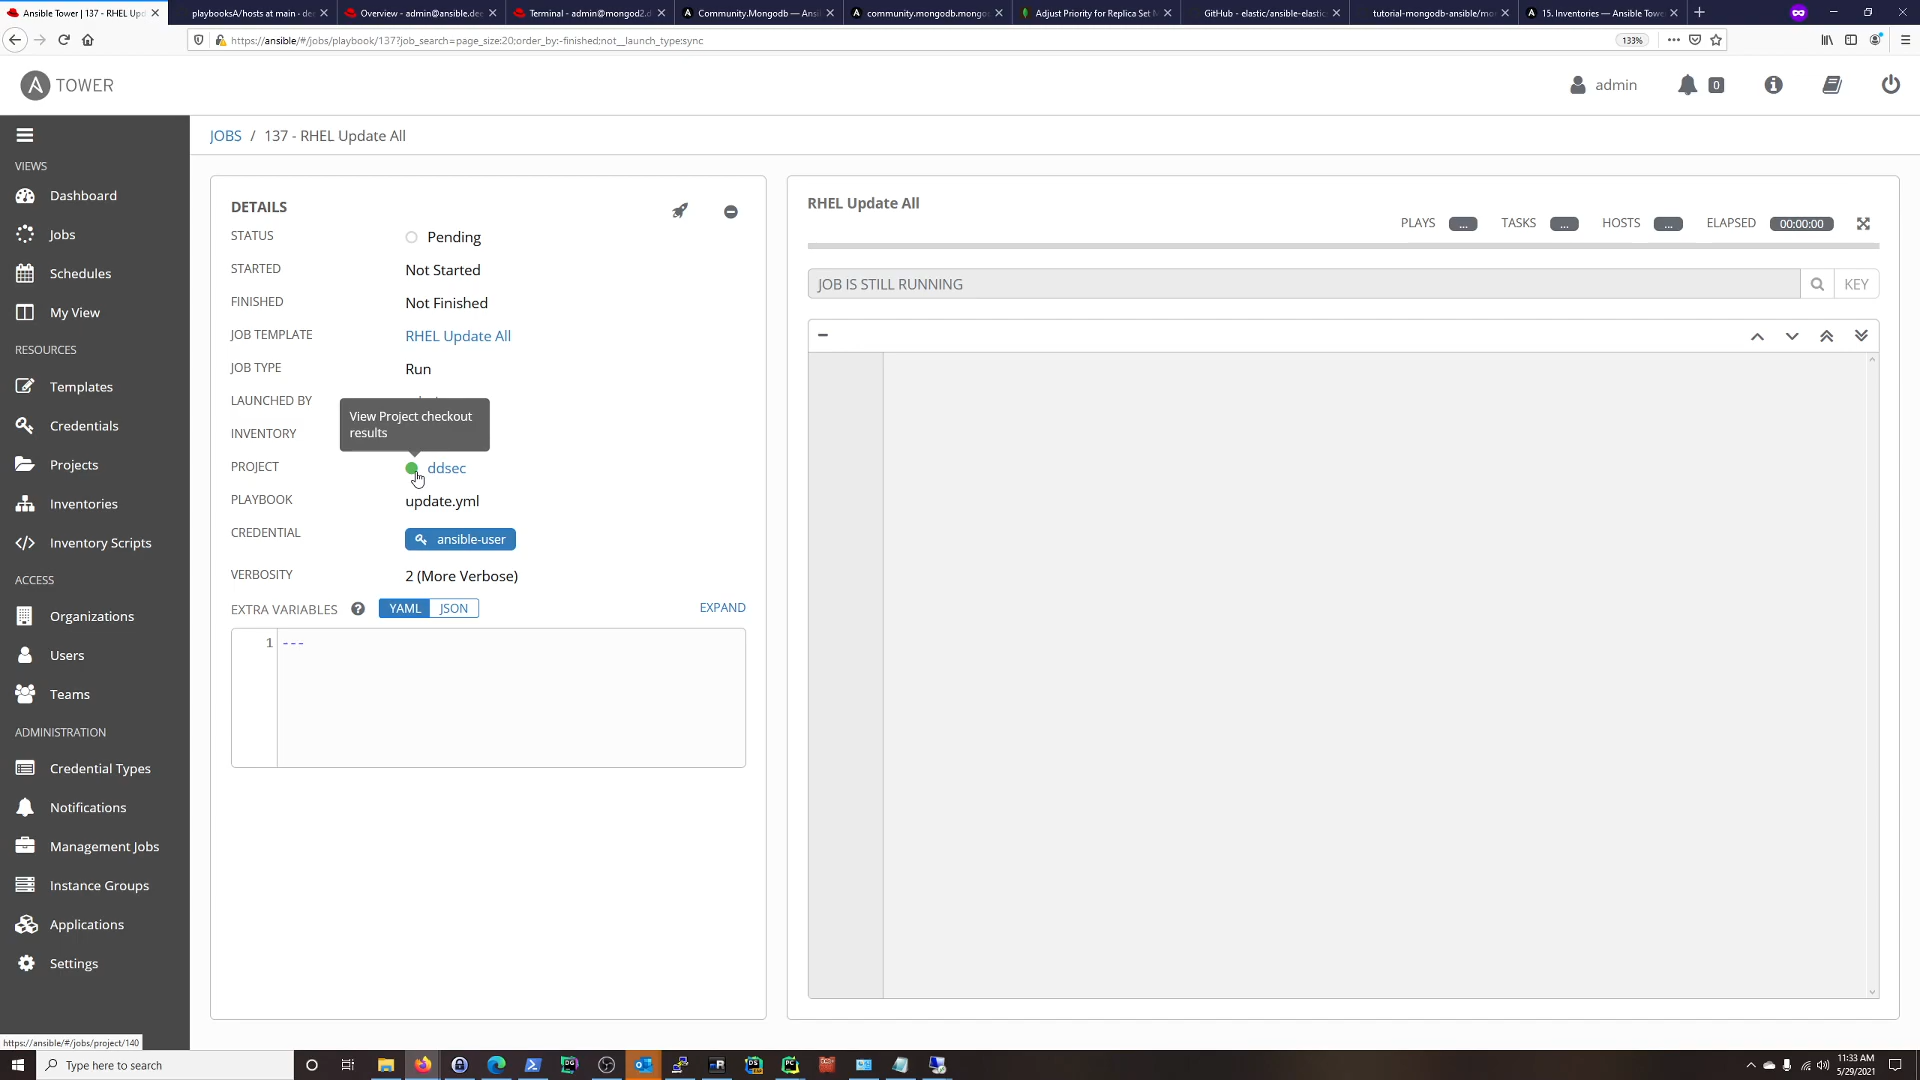 Ansible Tower | 137 - RHEL Upd
playbooksA/hosts at main · de
Overview - admin@ansible.de
Terminal - admin@mongod2.d
Community.Mongodb — Ansi
community.mongodb.mongo
Adjust Priority for Replica Set M
GitHub - elastic/ansible-elastic
tutorial-mongodb-ansible/mo
15. Inventories — Ansible Towe
https://ansible/#/jobs/playbook/137?job_search=page_size:20;order_by:-finished;not__launch_type:sync
133%
A TOWER
admin
0
VIEWS
Dashboard
Jobs
Schedules
My View
RESOURCES
Templates
Credentials
Projects
Inventories
Inventory Scripts
ACCESS
Organizations
Users
Teams
ADMINISTRATION
Credential Types
Notifications
Management Jobs
Instance Groups
Applications
Settings
JOBS / 137 - RHEL Update All
DETAILS
STATUS Pending
STARTED Not Started
FINISHED Not Finished
JOB TEMPLATE RHEL Update All
JOB TYPE Run
LAUNCHED BY
View Project checkout
results
INVENTORY
PROJECT ddsec
PLAYBOOK update.yml
CREDENTIAL ansible-user
VERBOSITY 2 (More Verbose)
EXTRA VARIABLES ? YAML JSON EXPAND
1 ---
RHEL Update All
PLAYS ... TASKS ... HOSTS ... ELAPSED 00:00:00
JOB IS STILL RUNNING
KEY
https://ansible/#/jobs/project/140
Type here to search
11:33 AM
5/29/2021